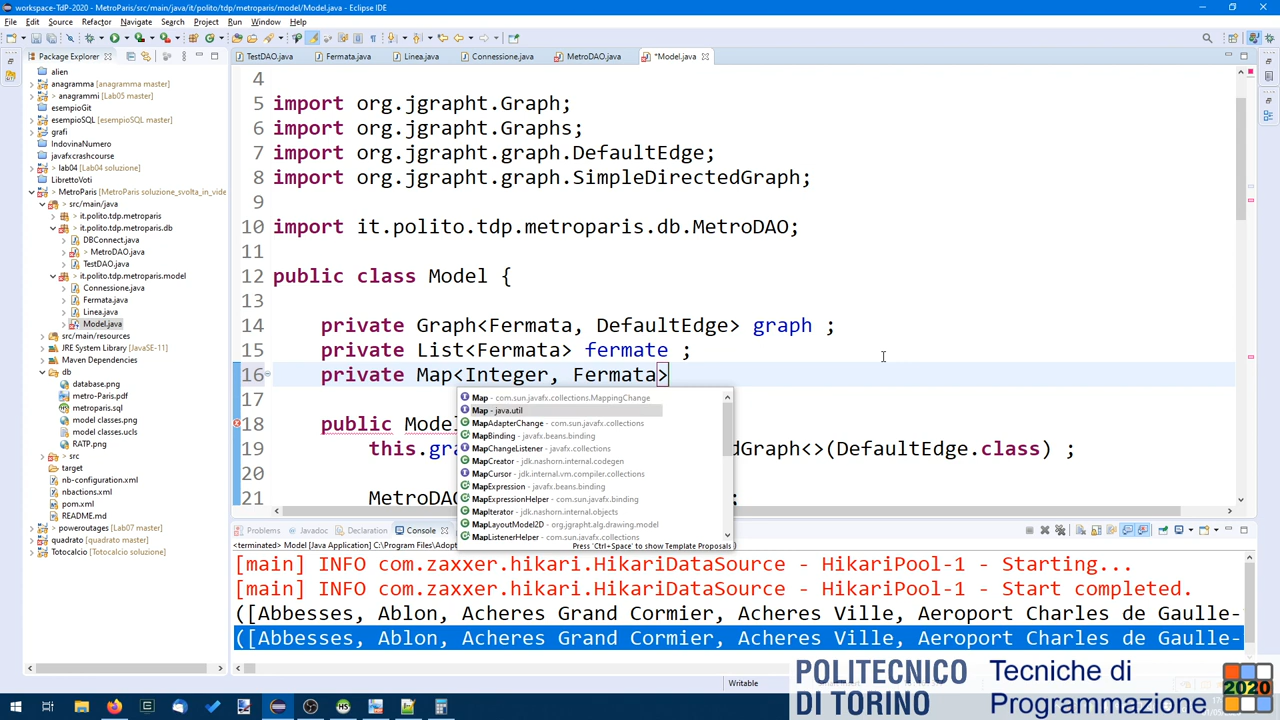 workspace-TdP-2020 - MetroParis/src/main/java/it/polito/tdp/metroparis/model/Model.java - Eclipse IDE
File Edit Source Refactor Navigate Search Project Run Window Help
Package Explorer
TestDAO.java Fermata.java Linea.java Connessione.java MetroDAO.java *Model.java
alien
anagramma [anagramma master]
anagrammi [Lab05 master]
esempioGit
esempioSQL [esempioSQL master]
grafi
IndovinaNumero
javafxcrashcourse
lab04 [Lab04 soluzione]
LibrettoVoti
MetroParis [MetroParis soluzione_svolta_in_vide
src/main/java
it.polito.tdp.metroparis
it.polito.tdp.metroparis.db
DBConnect.java
> MetroDAO.java
TestDAO.java
it.polito.tdp.metroparis.model
Connessione.java
Fermata.java
Linea.java
Model.java
src/main/resources
JRE System Library [JavaSE-11]
Maven Dependencies
db
database.png
metro-Paris.pdf
metroparis.sql
model classes.png
model classes.ucls
RATP.png
src
target
nb-configuration.xml
nbactions.xml
pom.xml
README.md
poweroutages [Lab07 master]
quadrato [quadrato master]
Totocalcio [Totocalcio soluzione]
4
5 import org.jgrapht.Graph;
6 import org.jgrapht.Graphs;
7 import org.jgrapht.graph.DefaultEdge;
8 import org.jgrapht.graph.SimpleDirectedGraph;
9
10 import it.polito.tdp.metroparis.db.MetroDAO;
11
12 public class Model {
13
14 private Graph<Fermata, DefaultEdge> graph ;
15 private List<Fermata> fermate ;
16 private Map<Integer, Fermata>
17
18 public Model
19 this.gra dGraph<>(DefaultEdge.class) ;
20
21 MetroDAO ;
Map - com.sun.javafx.collections.MappingChange
Map - java.util
MapAdapterChange - com.sun.javafx.collections
MapBinding - javafx.beans.binding
MapChangeListener - javafx.collections
MapCreator - jdk.nashorn.internal.codegen
MapCursor - jdk.internal.vm.compiler.collections
MapExpression - javafx.beans.binding
MapExpressionHelper - com.sun.javafx.binding
MapIterator - jdk.nashorn.internal.objects
MapLayoutModel2D - org.jgrapht.alg.drawing.model
MapListenerHelper - com.sun.javafx.collections
Press 'Ctrl+Space' to show Template Proposals
Problems Javadoc Declaration Console
<terminated> Model [Java Application] C:\Program Files\Adopt
[main] INFO com.zaxxer.hikari.HikariDataSource - HikariPool-1 - Starting...
[main] INFO com.zaxxer.hikari.HikariDataSource - HikariPool-1 - Start completed.
([Abbesses, Ablon, Acheres Grand Cormier, Acheres Ville, Aeroport Charles de Gaulle-
([Abbesses, Ablon, Acheres Grand Cormier, Acheres Ville, Aeroport Charles de Gaulle-
Writable
POLITECNICO
DI TORINO
Tecniche di
Programmazione
2020